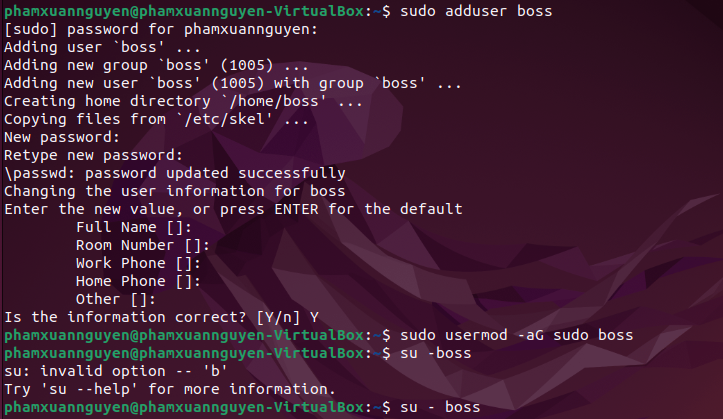 phamxuannguyen@phamxuannguyen-VirtualBox:~$ sudo adduser boss
[sudo] password for phamxuannguyen:
Adding user `boss' ...
Adding new group `boss' (1005) ...
Adding new user `boss' (1005) with group `boss' ...
Creating home directory `/home/boss' ...
Copying files from `/etc/skel' ...
New password:
Retype new password:
\passwd: password updated successfully
Changing the user information for boss
Enter the new value, or press ENTER for the default
        Full Name []:
        Room Number []:
        Work Phone []:
        Home Phone []:
        Other []:
Is the information correct? [Y/n] Y
phamxuannguyen@phamxuannguyen-VirtualBox:~$ sudo usermod -aG sudo boss
phamxuannguyen@phamxuannguyen-VirtualBox:~$ su -boss
su: invalid option -- 'b'
Try 'su --help' for more information.
phamxuannguyen@phamxuannguyen-VirtualBox:~$ su - boss